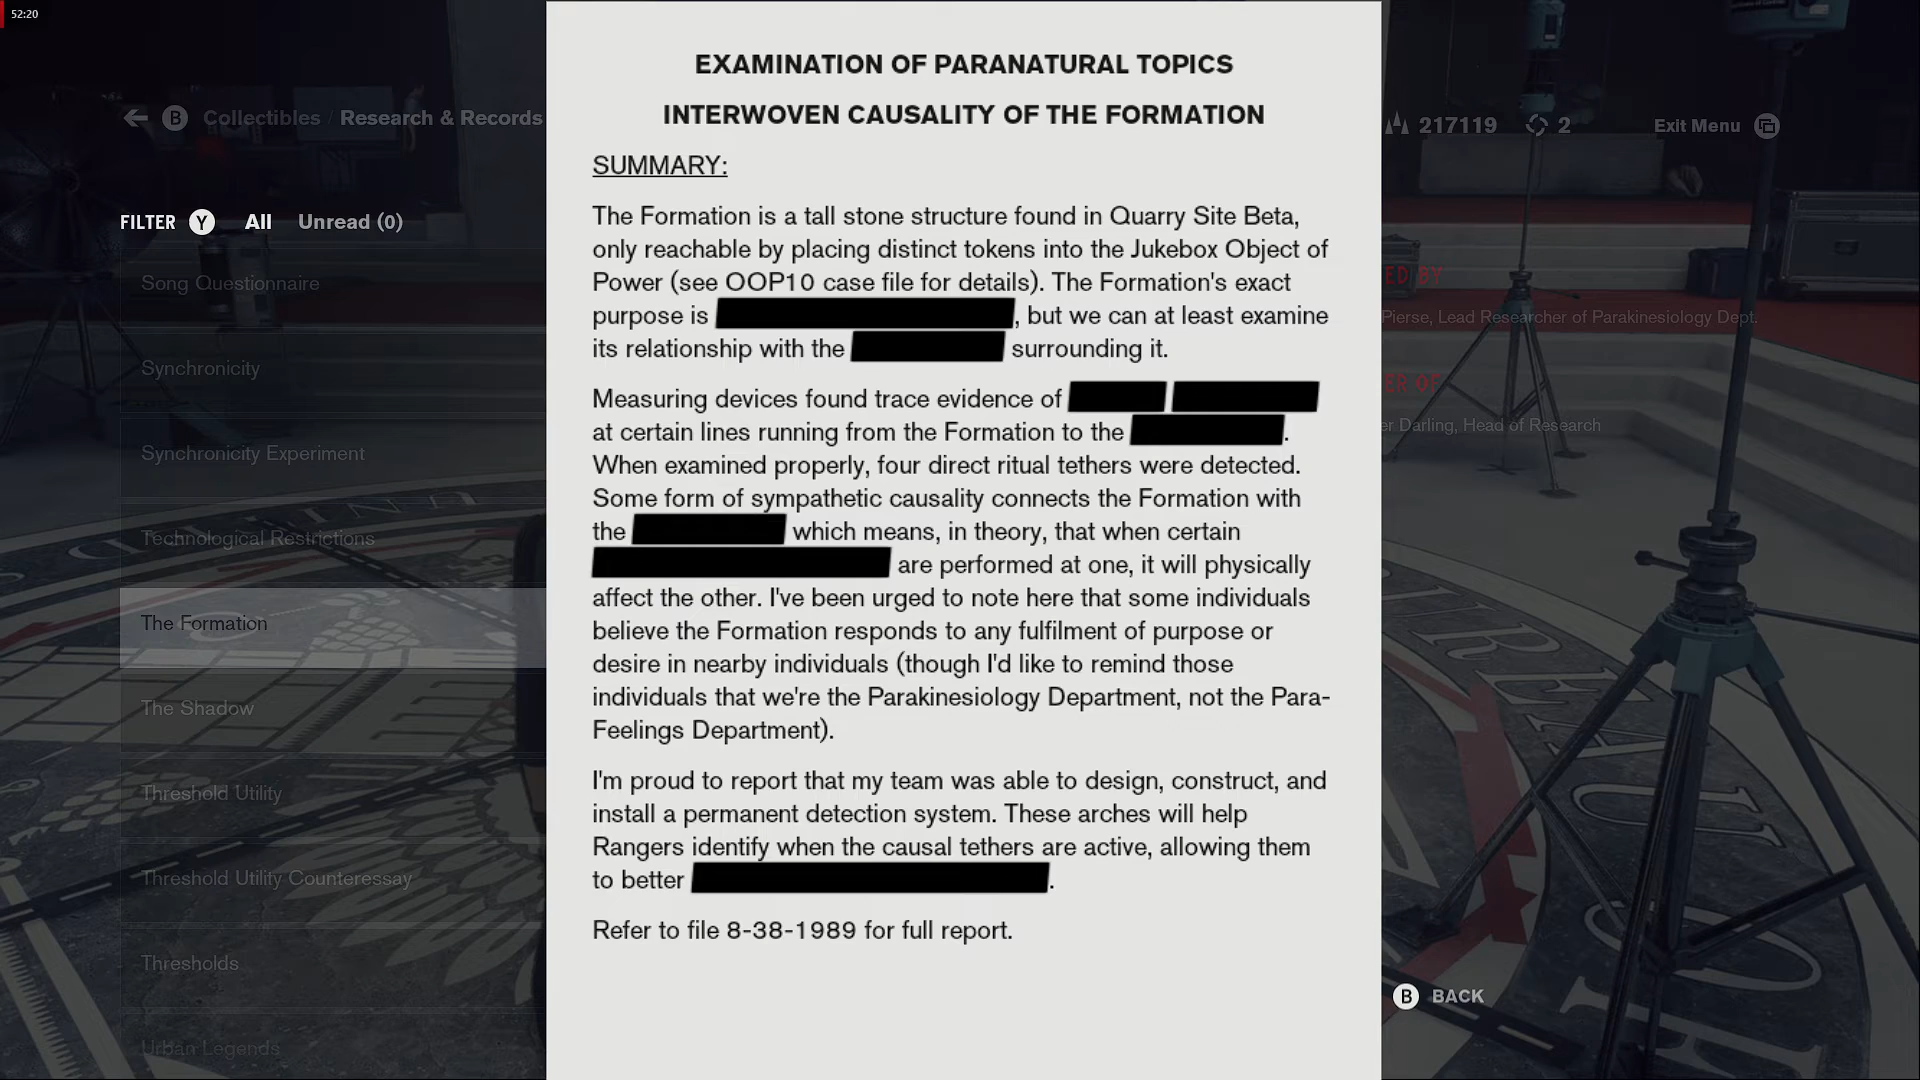 52:20
B Collectibles / Research & Records
217119 2 Exit Menu
FILTER Y All Unread (0)
Song Questionnaire
Synchronicity
Synchronicity Experiment
Technological Restrictions
The Formation
The Shadow
Threshold Utility
Threshold Utility Counteressay
Thresholds
Urban Legends
EXAMINATION OF PARANATURAL TOPICS
INTERWOVEN CAUSALITY OF THE FORMATION
SUMMARY:
The Formation is a tall stone structure found in Quarry Site Beta,
only reachable by placing distinct tokens into the Jukebox Object of
Power (see OOP10 case file for details). The Formation's exact
purpose is , but we can at least examine
its relationship with the surrounding it.
Measuring devices found trace evidence of
at certain lines running from the Formation to the .
When examined properly, four direct ritual tethers were detected.
Some form of sympathetic causality connects the Formation with
the which means, in theory, that when certain
are performed at one, it will physically
affect the other. I've been urged to note here that some individuals
believe the Formation responds to any fulfilment of purpose or
desire in nearby individuals (though I'd like to remind those
individuals that we're the Parakinesiology Department, not the Para-
Feelings Department).
I'm proud to report that my team was able to design, construct, and
install a permanent detection system. These arches will help
Rangers identify when the causal tethers are active, allowing them
to better .
Refer to file 8-38-1989 for full report.
ED BY
Pierse, Lead Researcher of Parakinesiology Dept.
ER OF
er Darling, Head of Research
B BACK